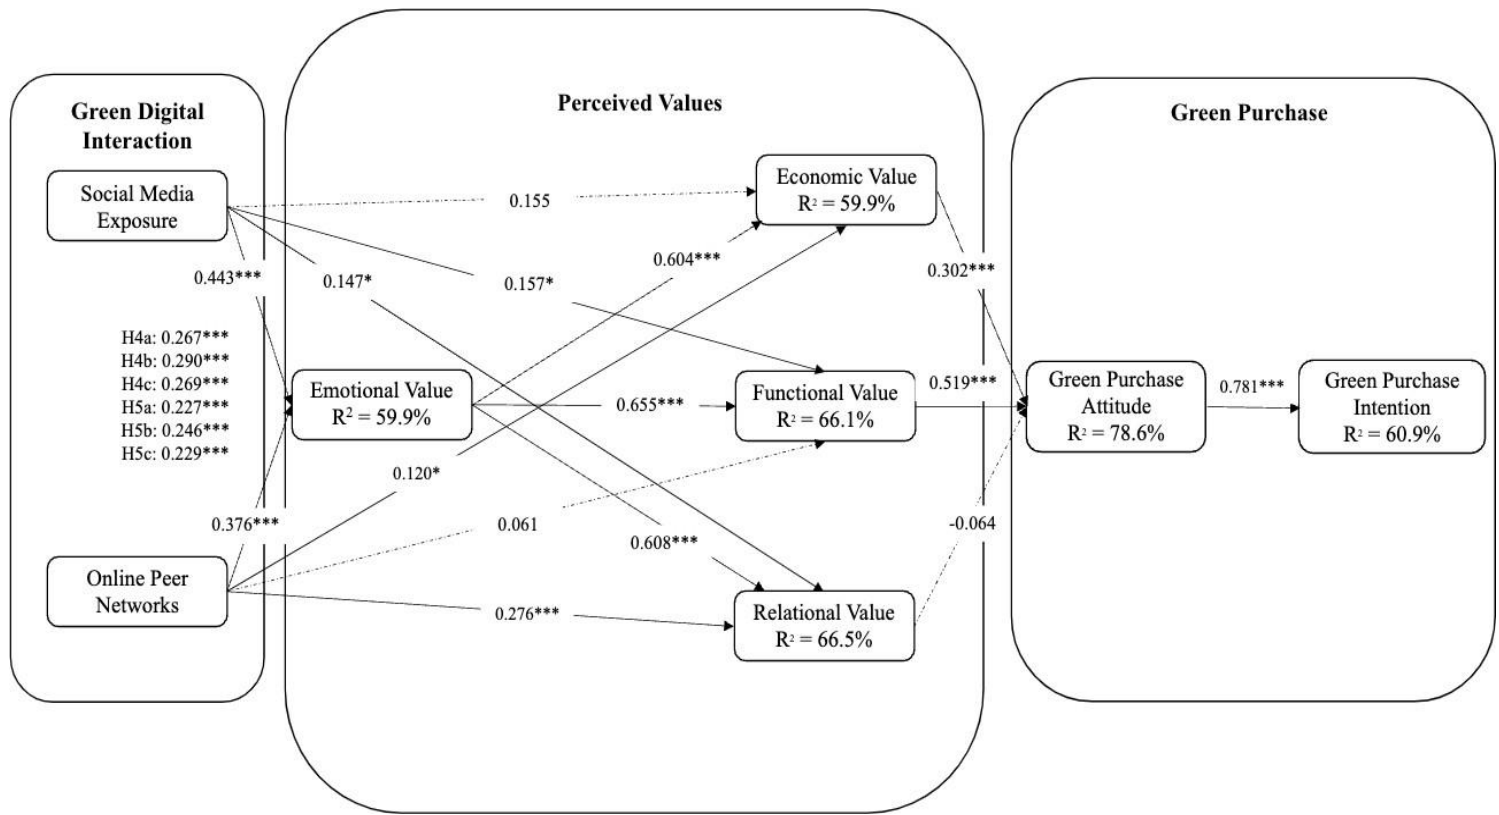 Green Digital
Interaction
Social Media
Exposure
0.443***
H4a: 0.267***
H4b: 0.290***
H4c: 0.269***
H5a: 0.227***
H5b: 0.246***
H5c: 0.229***
0.376***
Online Peer
Networks
Perceived Values
0.155
0.147*
0.157*
0.604***
Emotional Value
R² = 59.9%
0.655***
0.120*
0.061
0.608***
0.276***
Economic Value
R² = 59.9%
Functional Value
R² = 66.1%
Relational Value
R² = 66.5%
0.302***
0.519***
-0.064
Green Purchase
Green Purchase
Attitude
R² = 78.6%
0.781***
Green Purchase
Intention
R² = 60.9%